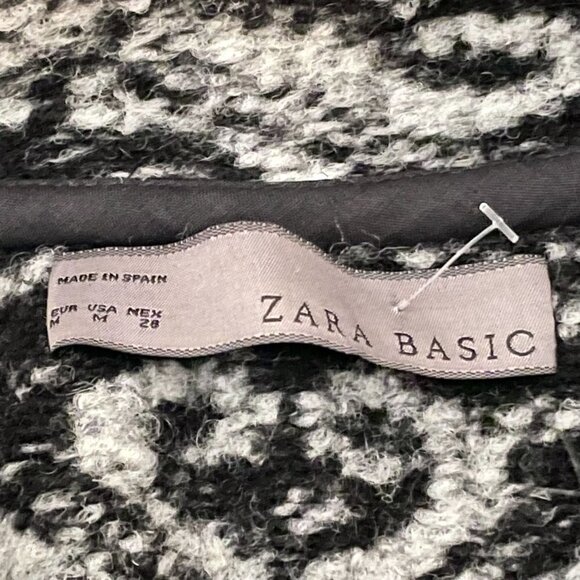 MADE IN SPAIN
EUR USA MEX
M M 28
ZARA BASIC